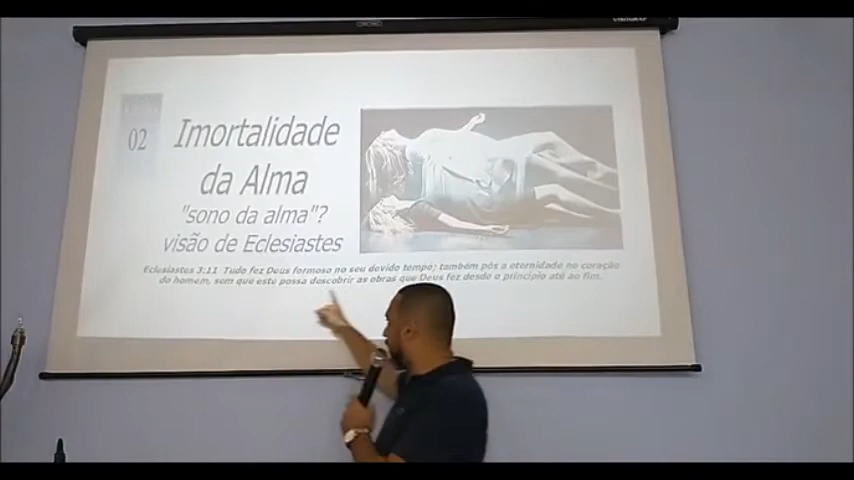 02
Imortalidade
da Alma
"sono da alma"?
visão de Eclesiastes
Eclesiastes 3:11 Tudo fez Deus formoso no seu devido tempo; também pôs a eternidade no coração
do homem, sem que este possa descobrir as obras que Deus fez desde o princípio até ao fim.